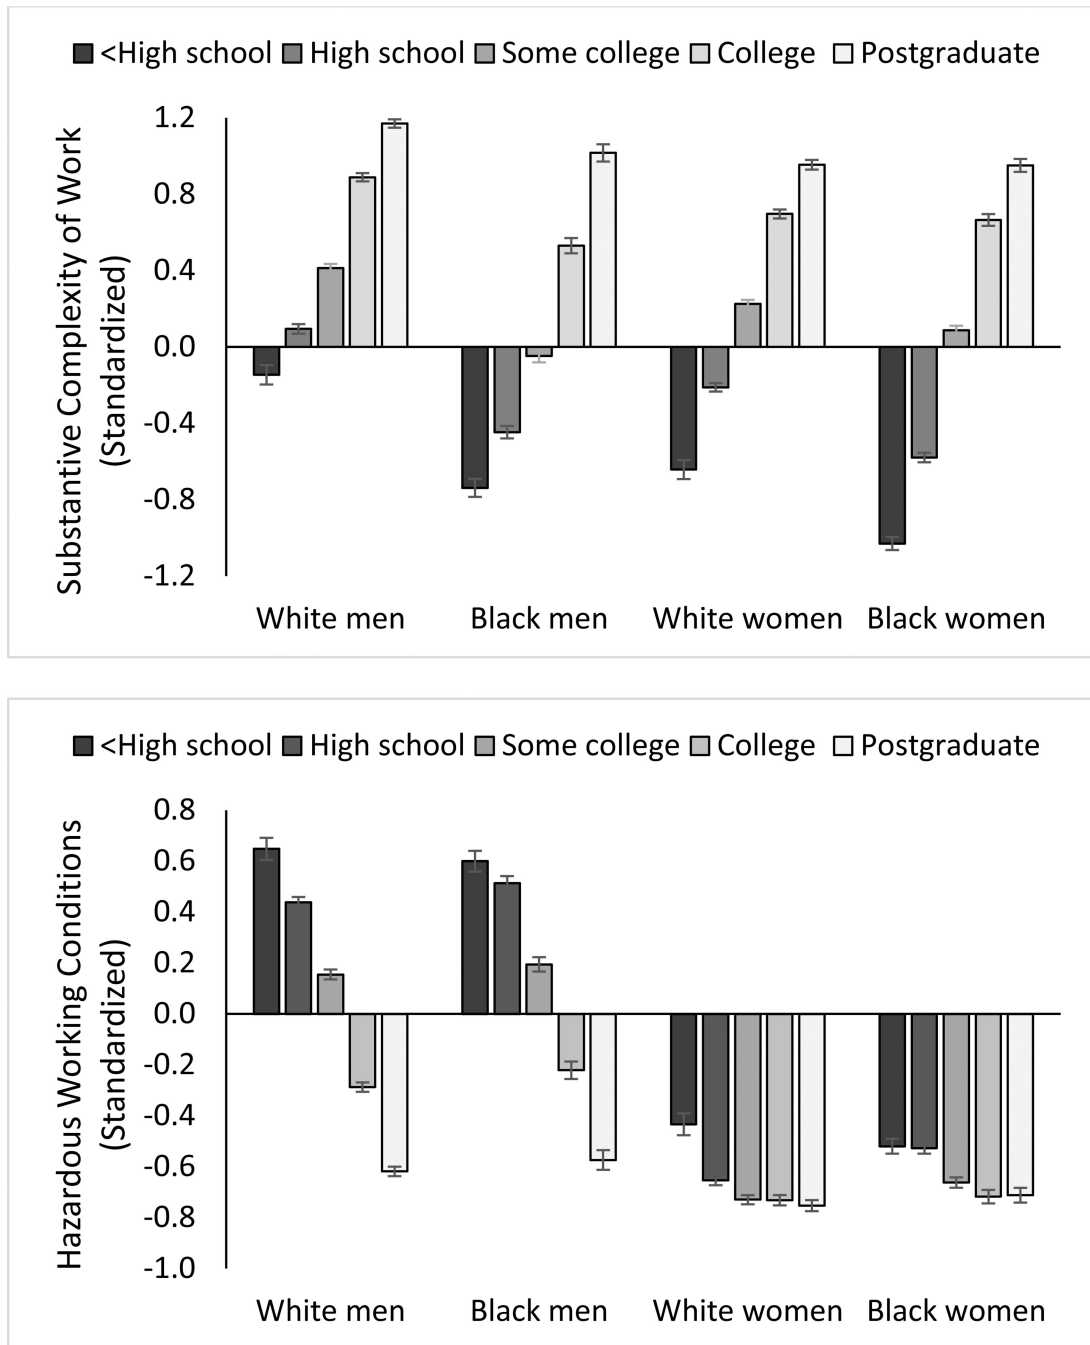 <High school High school Some college College Postgraduate
Substantive Complexity of Work
(Standardized)
1.2
0.8
0.4
0.0
-0.4
-0.8
-1.2
White men Black men White women Black women
<High school High school Some college College Postgraduate
Hazardous Working Conditions
(Standardized)
0.8
0.6
0.4
0.2
0.0
-0.2
-0.4
-0.6
-0.8
-1.0
White men Black men White women Black women